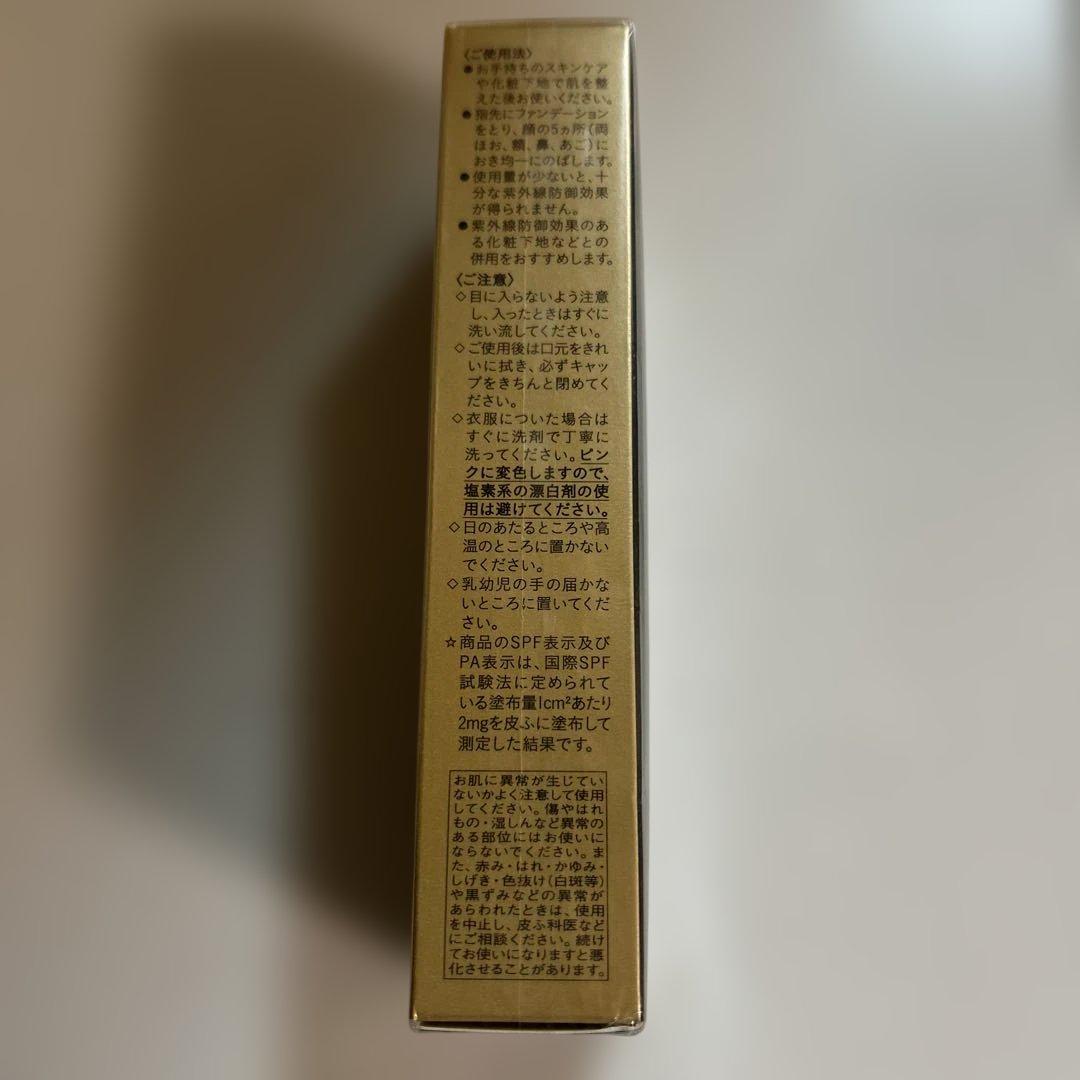 〈ご使用法〉
●お手持ちのスキンケア
や化粧下地で肌を整
えた後お使いください。
●指先にファンデーション
をとり、顔の5ヵ所(両
ほお、額、鼻、あご)に
おき均一にのばします。
●使用量が少ないと、十
分な紫外線防御効果
が得られません。
●紫外線防御効果のあ
る化粧下地などとの
併用をおすすめします。
〈ご注意〉
◇目に入らないよう注意
し、入ったときはすぐに
洗い流してください。
◇ご使用後は口元をきれ
いに拭き、必ずキャッ
プをきちんと閉めてく
ださい。
◇衣服についた場合は
すぐに洗剤で丁寧に
洗ってください。ピン
クに変色しますので、
塩素系の漂白剤の使
用は避けてください。
◇日のあたるところや高
温のところに置かない
でください。
◇乳幼児の手の届かな
いところに置いてくだ
さい。
☆商品のSPF表示及び
PA表示は、国際SPF
試験法に定められて
いる塗布量1cm²あたり
2mgを皮ふに塗布して
測定した結果です。
お肌に異常が生じてい
ないかよく注意して使用
してください。傷やはれ
もの・湿しんなど異常の
ある部位にはお使いに
ならないでください。ま
た、赤み・はれ・かゆみ・
しげき・色抜け(白斑等)
や黒ずみなどの異常が
あらわれたときは、使用
を中止し、皮ふ科医など
にご相談ください。続け
てお使いになりますと悪
化させることがあります。